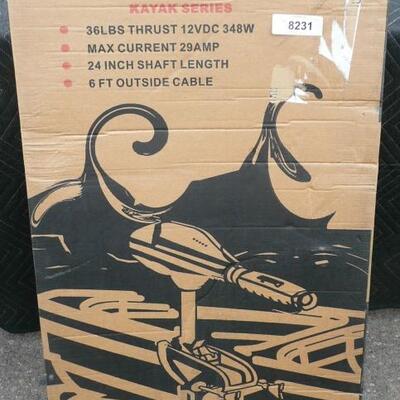 KAYAK SERIES
8231
36LBS THRUST 12VDC 348W
MAX CURRENT 29AMP
24 INCH SHAFT LENGTH
6 FT OUTSIDE CABLE